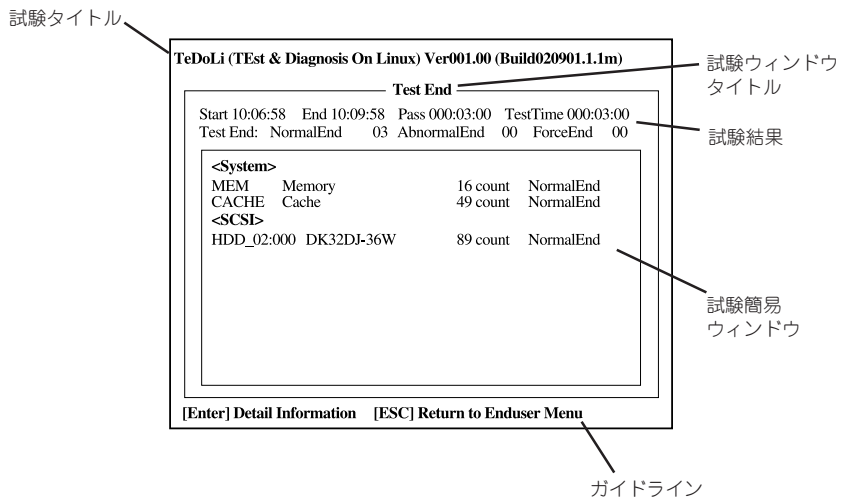 試験タイトル
TeDoLi (TEst & Diagnosis On Linux) Ver001.00 (Build020901.1.1m)
試験ウィンドウ
タイトル
Test End
Start 10:06:58 End 10:09:58 Pass 000:03:00 TestTime 000:03:00
Test End: NormalEnd 03 AbnormalEnd 00 ForceEnd 00
試験結果
<System>
MEM Memory 16 count NormalEnd
CACHE Cache 49 count NormalEnd
<SCSI>
HDD_02:000 DK32DJ-36W 89 count NormalEnd
試験簡易
ウィンドウ
[Enter] Detail Information [ESC] Return to Enduser Menu
ガイドライン